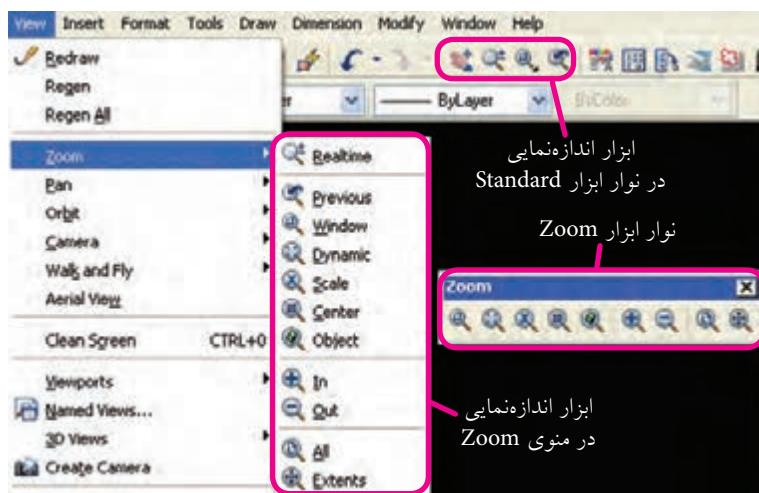 View Insert Format Tools Draw Dimension Modify Window Help
Redraw
Regen
Regen All
Zoom
Pan
Orbit
Camera
Walk and Fly
Aerial View
Clean Screen CTRL+0
Viewports
Named Views...
3D Views
Create Camera
Realtime
Previous
Window
Dynamic
Scale
Center
Object
In
Out
All
Extents
ByLayer
ByColor
ابزار اندازه‌نمایی
در نوار ابزار Standard
نوار ابزار Zoom
Zoom
ابزار اندازه‌نمایی
در منوی Zoom